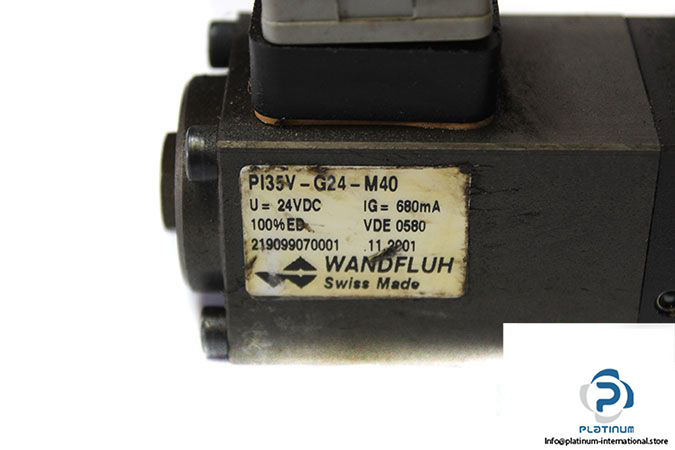 PI35V-G24-M40
U= 24VDC IG= 680mA
100%ED VDE 0580
219099070001 .11.2001
WANDFLUH
Swiss Made
PLATINUM
Info@platinum-international.store